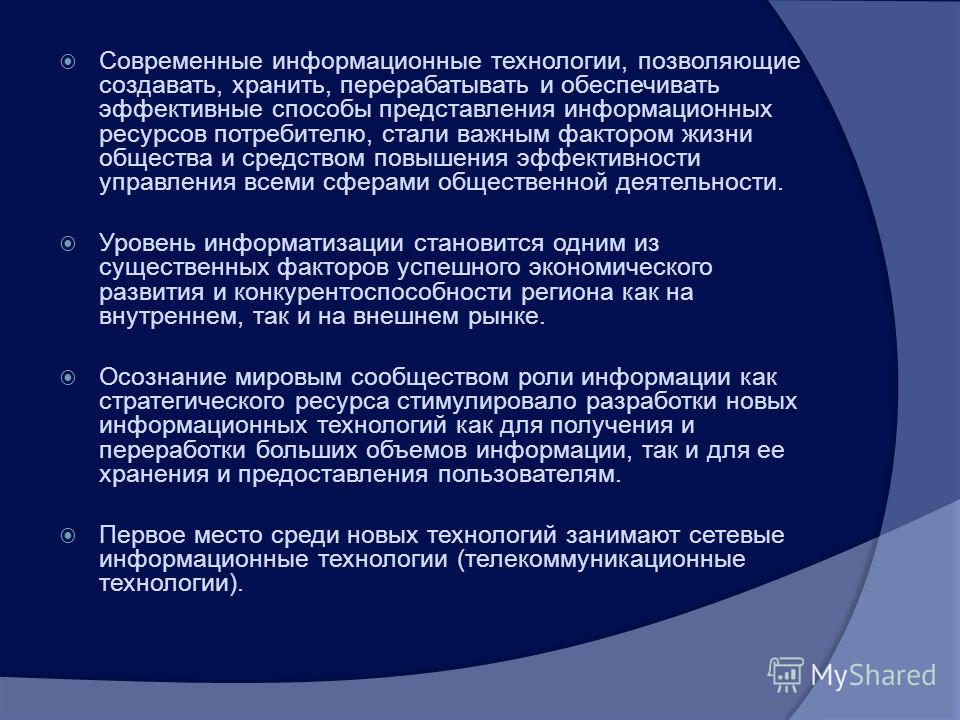 Современные информационные технологии, позволяющие
создавать, хранить, перерабатывать и обеспечивать
эффективные способы представления информационных
ресурсов потребителю, стали важным фактором жизни
общества и средством повышения эффективности
управления всеми сферами общественной деятельности.
Уровень информатизации становится одним из
существенных факторов успешного экономического
развития и конкурентоспособности региона как на
внутреннем, так и на внешнем рынке.
Осознание мировым сообществом роли информации как
стратегического ресурса стимулировало разработки новых
информационных технологий как для получения и
переработки больших объемов информации, так и для ее
хранения и предоставления пользователям.
Первое место среди новых технологий занимают сетевые
информационные технологии (телекоммуникационные
технологии).
MyShared